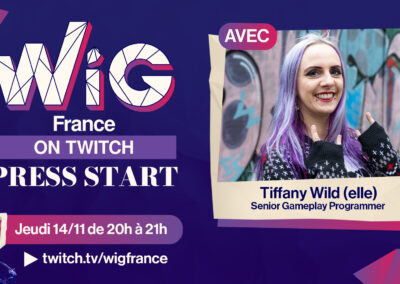 WiG
France
ON TWITCH
PRESS START
Jeudi 14/11 de 20h à 21h
twitch.tv/wigfrance
AVEC
Tiffany Wild (elle)
Senior Gameplay Programmer